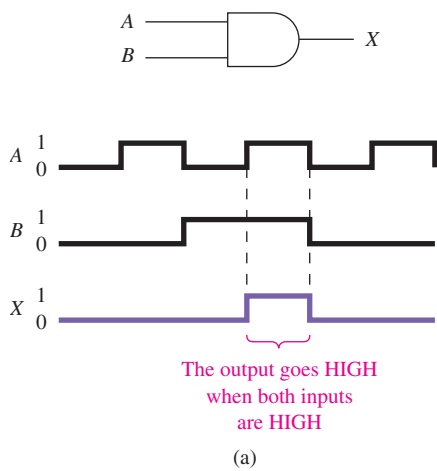 A
B
X
A 1
0
B 1
0
X 1
0
The output goes HIGH
when both inputs
are HIGH
(a)